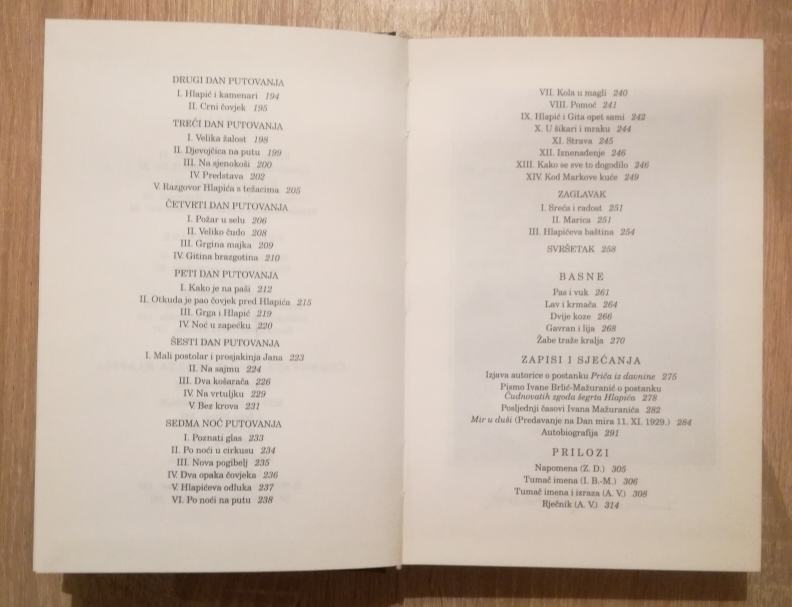 DRUGI DAN PUTOVANJA
I. Hlapić i kamenari 194
II. Crni čovjek 195
TREĆI DAN PUTOVANJA
I. Velika žalost 198
II. Djevojčica na putu 199
III. Na sjenokoši 200
IV. Predstava 202
V. Razgovor Hlapića s težacima 205
ČETVRTI DAN PUTOVANJA
I. Požar u selu 206
II. Veliko čudo 208
III. Grgina majka 209
IV. Gitina brazgotina 210
PETI DAN PUTOVANJA
I. Kako je na paši 212
II. Otkuda je pao čovjek pred Hlapića 215
III. Grga i Hlapić 219
IV. Noć u zapećku 220
ŠESTI DAN PUTOVANJA
I. Mali postolar i prosjakinja Jana 223
II. Na sajmu 224
III. Dva košarača 226
IV. Na vrtuljku 229
V. Bez krova 231
SEDMA NOĆ PUTOVANJA
I. Poznati glas 233
II. Po noći u cirkusu 234
III. Nova pogibelj 235
IV. Dva opaka čovjeka 236
V. Hlapićeva odluka 237
VI. Po noći na putu 238
VII. Kola u magli 240
VIII. Pomoć 241
IX. Hlapić i Gita opet sami 242
X. U šikari i mraku 244
XI. Strava 245
XII. Iznenađenje 246
XIII. Kako se sve to dogodilo 246
XIV. Kod Markove kuće 249
ZAGLAVAK
I. Sreća i radost 251
II. Marica 251
III. Hlapićeva baština 254
SVRŠETAK 258
BASNE
Pas i vuk 261
Lav i krmača 264
Dvije koze 266
Gavran i lija 268
Žabe traže kralja 270
ZAPISI I SJEĆANJA
Izjava autorice o postanku Priča iz davnine 275
Pismo Ivane Brlić-Mažuranić o postanku
Čudnovatih zgoda šegrta Hlapića 278
Posljednji časovi Ivana Mažuranića 282
Mir u duši (Predavanje na Dan mira 11. XI. 1929.) 284
Autobiografija 291
PRILOZI
Napomena (Z. D.) 305
Tumač imena (I. B.-M.) 306
Tumač imena i izraza (A. V.) 308
Rječnik (A. V.) 314